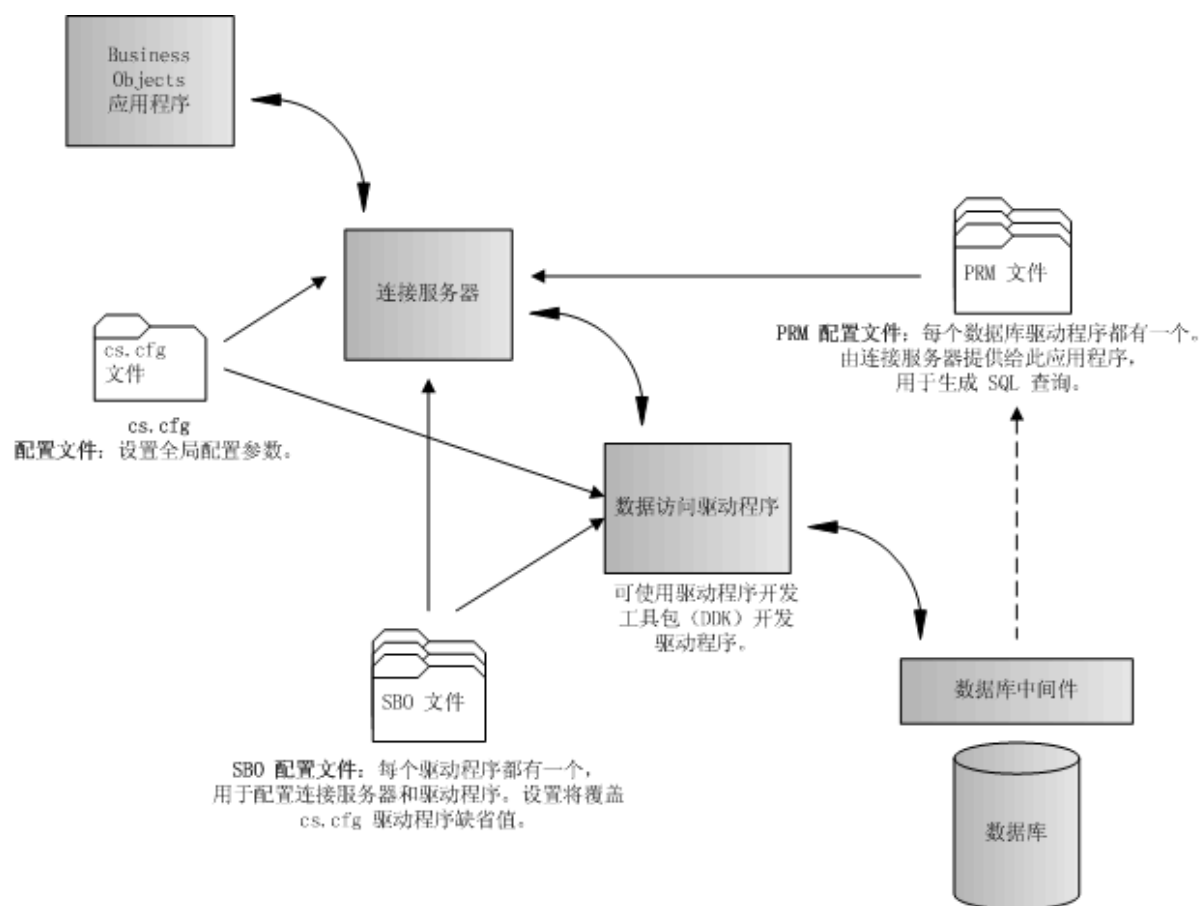 Business
Objects
应用程序
连接服务器
PRM 文件
PRM 配置文件：每个数据库驱动程序都有一个。
由连接服务器提供给此应用程序，
用于生成 SQL 查询。
cs.cfg
文件
cs.cfg
配置文件：设置全局配置参数。
数据访问驱动程序
可使用驱动程序开发
工具包（DDK）开发
驱动程序。
SBO 文件
SBO 配置文件：每个驱动程序都有一个，
用于配置连接服务器和驱动程序。设置将覆盖
cs.cfg 驱动程序缺省值。
数据库中间件
数据库